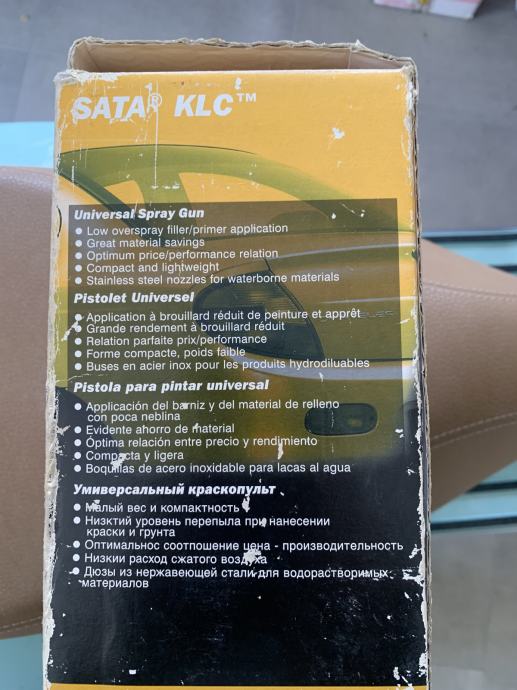 SATA® KLC™
Universal Spray Gun
● Low overspray filler/primer application
● Great material savings
● Optimum price/performance relation
● Compact and lightweight
● Stainless steel nozzles for waterborne materials
Pistolet Universel
● Application à brouillard réduit de peinture et apprêt
● Grande rendement à brouillard réduit
● Relation parfaite prix/performance
● Forme compacte, poids faible
● Buses en acier inox pour les produits hydrodiluables
Pistola para pintar universal
● Applicación del barniz y del material de relleno
con poca neblina
● Evidente ahorro de material
● Óptima relación entre precio y rendimiento
● Compacta y ligera
● Boquillas de acero inoxidable para lacas al agua
Умиверсальный краскопульт
● Малый вес и компактность
● Низктий уровень перепыла при нанесении
краски и грунта
● Оптимальнос соотпошение цена - производительность
● Низкии расход сжатого воздуха
● Дюзы из нержавеющей стали для водорастворимых
материалов